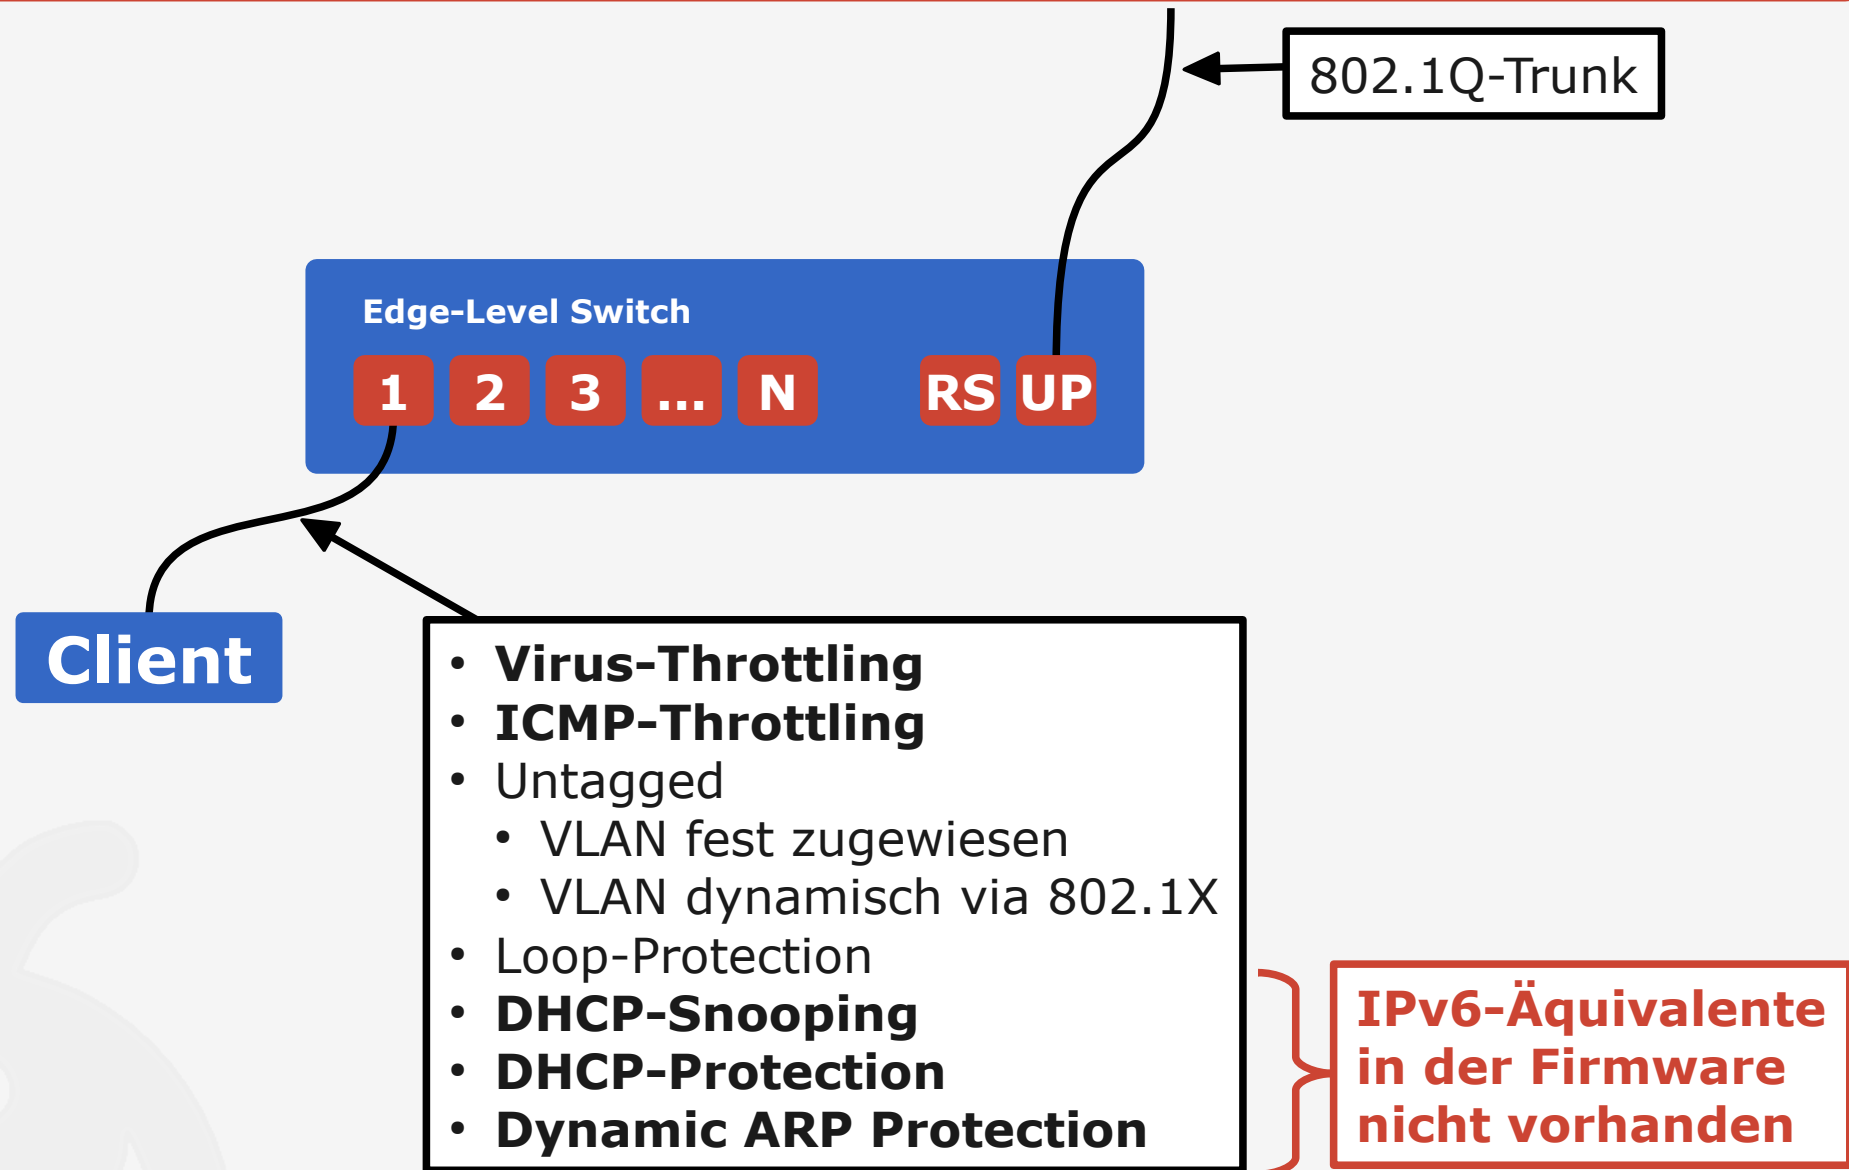 802.1Q-Trunk
Edge-Level Switch
1 2 3 ... N RS UP
Client
• Virus-Throttling
• ICMP-Throttling
• Untagged
• VLAN fest zugewiesen
• VLAN dynamisch via 802.1X
• Loop-Protection
• DHCP-Snooping
• DHCP-Protection
• Dynamic ARP Protection
IPv6-Äquivalente
in der Firmware
nicht vorhanden